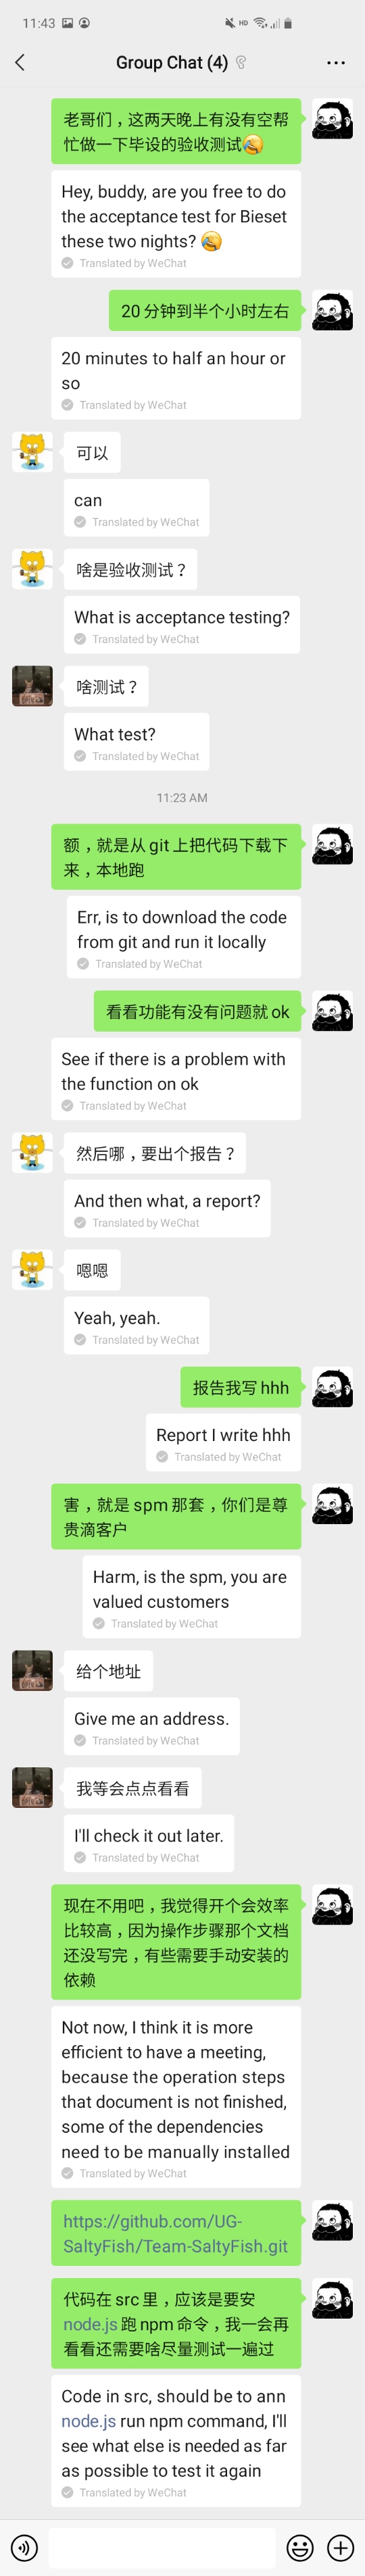 11:43
HD
Group Chat (4)
老哥们，这两天晚上有没有空帮
忙做一下毕设的验收测试
Hey, buddy, are you free to do
the acceptance test for Bieset
these two nights?
Translated by WeChat
20 分钟到半个小时左右
20 minutes to half an hour or
so
Translated by WeChat
可以
can
Translated by WeChat
啥是验收测试？
What is acceptance testing?
Translated by WeChat
啥测试？
What test?
Translated by WeChat
11:23 AM
额，就是从 git 上把代码下载下
来，本地跑
Err, is to download the code
from git and run it locally
Translated by WeChat
看看功能有没有问题就 ok
See if there is a problem with
the function on ok
Translated by WeChat
然后哪，要出个报告？
And then what, a report?
Translated by WeChat
嗯嗯
Yeah, yeah.
Translated by WeChat
报告我写 hhh
Report I write hhh
Translated by WeChat
害，就是 spm 那套，你们是尊
贵滴客户
Harm, is the spm, you are
valued customers
Translated by WeChat
给个地址
Give me an address.
Translated by WeChat
我等会点点看看
I'll check it out later.
Translated by WeChat
现在不用吧，我觉得开个会效率
比较高，因为操作步骤那个文档
还没写完，有些需要手动安装的
依赖
Not now, I think it is more
efficient to have a meeting,
because the operation steps
that document is not finished,
some of the dependencies
need to be manually installed
Translated by WeChat
https://github.com/UG-
SaltyFish/Team-SaltyFish.git
代码在 src 里，应该是要安
node.js 跑 npm 命令，我一会再
看看还需要啥尽量测试一遍过
Code in src, should be to ann
node.js run npm command, I'll
see what else is needed as far
as possible to test it again
Translated by WeChat